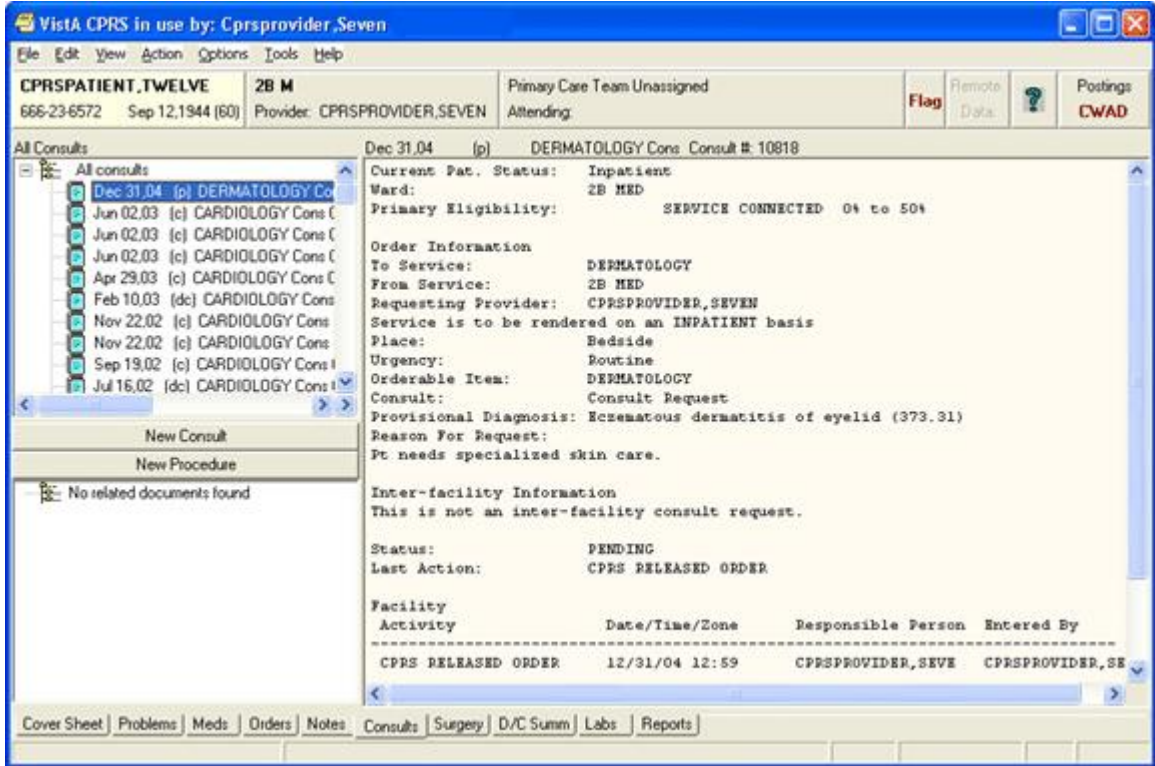 VistA CPRS in use by: Cprsprovider,Seven
File Edit View Action Options Tools Help
CPRSPATIENT,TWELVE 2B M Primary Care Team Unassigned Flag Remote Data ? Postings
666-23-6572 Sep 12,1944 (60) Provider: CPRSPROVIDER,SEVEN Attending: CWAD
All Consults
All consults
Dec 31,04 (p) DERMATOLOGY Co
Jun 02,03 (c) CARDIOLOGY Cons C
Jun 02,03 (c) CARDIOLOGY Cons C
Jun 02,03 (c) CARDIOLOGY Cons C
Apr 29,03 (c) CARDIOLOGY Cons C
Feb 10,03 (dc) CARDIOLOGY Cons
Nov 22,02 (c) CARDIOLOGY Cons
Nov 22,02 (c) CARDIOLOGY Cons
Sep 19,02 (c) CARDIOLOGY Cons
Jul 16,02 (dc) CARDIOLOGY Cons
New Consult
New Procedure
No related documents found
Dec 31,04 (p) DERMATOLOGY Cons Consult #: 10818
Current Pat. Status: Inpatient
Ward: 2B MED
Primary Eligibility: SERVICE CONNECTED 0% to 50%
Order Information
To Service: DERMATOLOGY
From Service: 2B MED
Requesting Provider: CPRSPROVIDER,SEVEN
Service is to be rendered on an INPATIENT basis
Place: Bedside
Urgency: Routine
Orderable Item: DERMATOLOGY
Consult: Consult Request
Provisional Diagnosis: Eczematous dermatitis of eyelid (373.31)
Reason For Request:
Pt needs specialized skin care.
Inter-facility Information
This is not an inter-facility consult request.
Status: PENDING
Last Action: CPRS RELEASED ORDER
Facility
Activity Date/Time/Zone Responsible Person Entered By
CPRS RELEASED ORDER 12/31/04 12:59 CPRSPROVIDER,SEVE CPRSPROVIDER,SE
Cover Sheet Problems Meds Orders Notes Consults Surgery D/C Summ Labs Reports